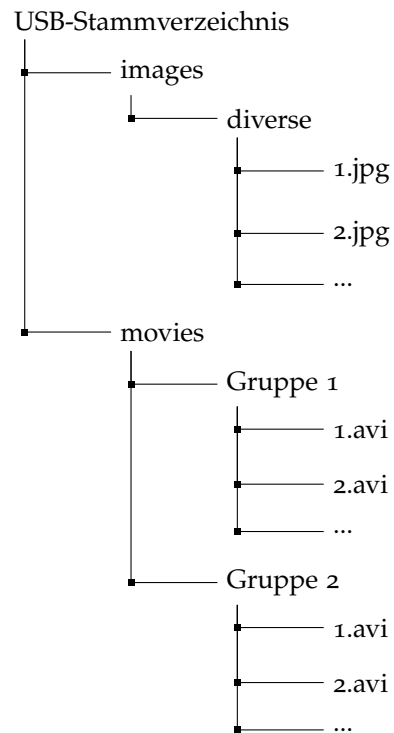 USB-Stammverzeichnis
images
diverse
1.jpg
2.jpg
...
movies
Gruppe 1
1.avi
2.avi
...
Gruppe 2
1.avi
2.avi
...